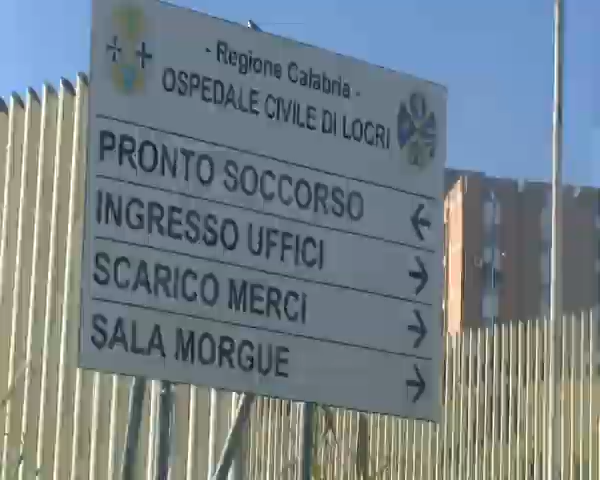 - Regione Calabria -
OSPEDALE CIVILE DI LOCRI
PRONTO SOCCORSO ←
INGRESSO UFFICI →
SCARICO MERCI →
SALA MORGUE →